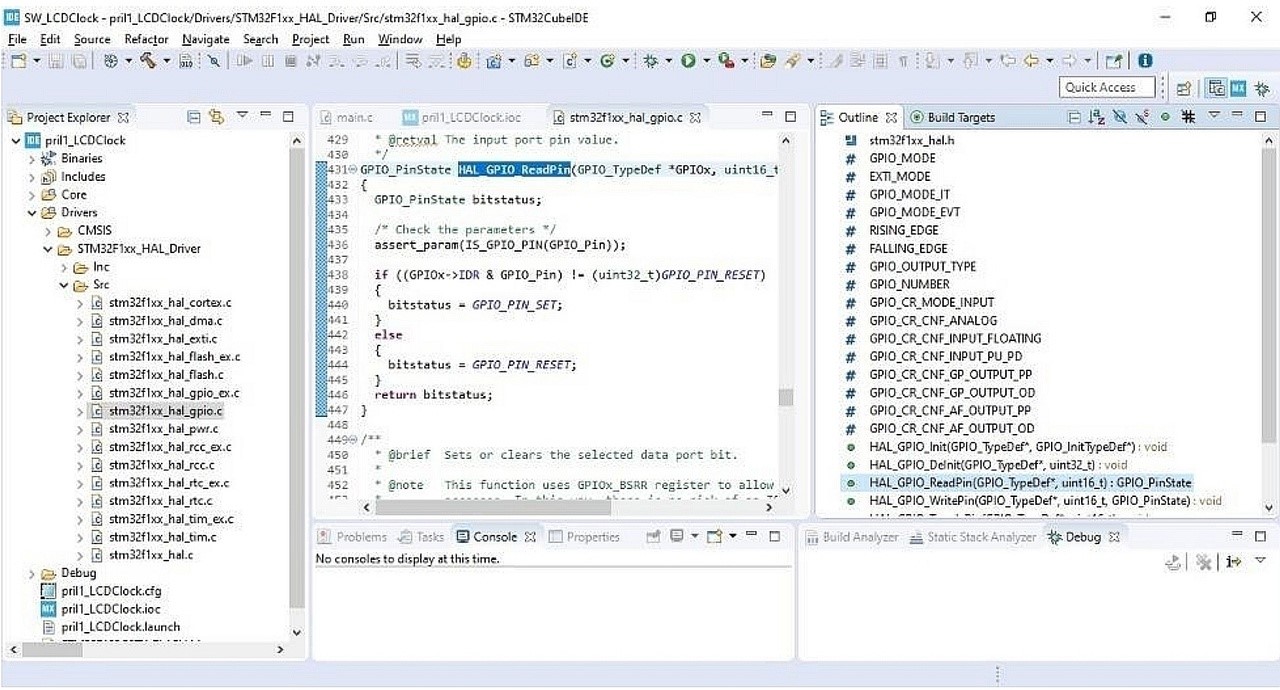 SW_LCDClock - pril1_LCDClock/Drivers/STM32F1xx_HAL_Driver/Src/stm32f1xx_hal_gpio.c - STM32CubeIDE
File Edit Source Refactor Navigate Search Project Run Window Help
Quick Access
Project Explorer
pril1_LCDClock
Binaries
Includes
Core
Drivers
CMSIS
STM32F1xx_HAL_Driver
Inc
Src
stm32f1xx_hal_cortex.c
stm32f1xx_hal_dma.c
stm32f1xx_hal_exti.c
stm32f1xx_hal_flash_ex.c
stm32f1xx_hal_flash.c
stm32f1xx_hal_gpio_ex.c
stm32f1xx_hal_gpio.c
stm32f1xx_hal_pwr.c
stm32f1xx_hal_rcc_ex.c
stm32f1xx_hal_rcc.c
stm32f1xx_hal_rtc_ex.c
stm32f1xx_hal_rtc.c
stm32f1xx_hal_tim_ex.c
stm32f1xx_hal_tim.c
stm32f1xx_hal.c
Debug
pril1_LCDClock.cfg
pril1_LCDClock.ioc
pril1_LCDClock.launch
main.c pril1_LCDClock.ioc stm32f1xx_hal_gpio.c
429 * @retval The input port pin value.
430 */
431 GPIO_PinState HAL_GPIO_ReadPin(GPIO_TypeDef *GPIOx, uint16_t
432 {
433 GPIO_PinState bitstatus;
434
435 /* Check the parameters */
436 assert_param(IS_GPIO_PIN(GPIO_Pin));
437
438 if ((GPIOx->IDR & GPIO_Pin) != (uint32_t)GPIO_PIN_RESET)
439 {
440 bitstatus = GPIO_PIN_SET;
441 }
442 else
443 {
444 bitstatus = GPIO_PIN_RESET;
445 }
446 return bitstatus;
447 }
448
449 /**
450 * @brief Sets or clears the selected data port bit.
451 *
452 * @note This function uses GPIOx_BSRR register to allow
Outline Build Targets
stm32f1xx_hal.h
# GPIO_MODE
# EXTI_MODE
# GPIO_MODE_IT
# GPIO_MODE_EVT
# RISING_EDGE
# FALLING_EDGE
# GPIO_OUTPUT_TYPE
# GPIO_NUMBER
# GPIO_CR_MODE_INPUT
# GPIO_CR_CNF_ANALOG
# GPIO_CR_CNF_INPUT_FLOATING
# GPIO_CR_CNF_INPUT_PU_PD
# GPIO_CR_CNF_GP_OUTPUT_PP
# GPIO_CR_CNF_GP_OUTPUT_OD
# GPIO_CR_CNF_AF_OUTPUT_PP
# GPIO_CR_CNF_AF_OUTPUT_OD
HAL_GPIO_Init(GPIO_TypeDef*, GPIO_InitTypeDef*) : void
HAL_GPIO_DeInit(GPIO_TypeDef*, uint32_t) : void
HAL_GPIO_ReadPin(GPIO_TypeDef*, uint16_t) : GPIO_PinState
HAL_GPIO_WritePin(GPIO_TypeDef*, uint16_t, GPIO_PinState) : void
Problems Tasks Console Properties
No consoles to display at this time.
Build Analyzer Static Stack Analyzer Debug